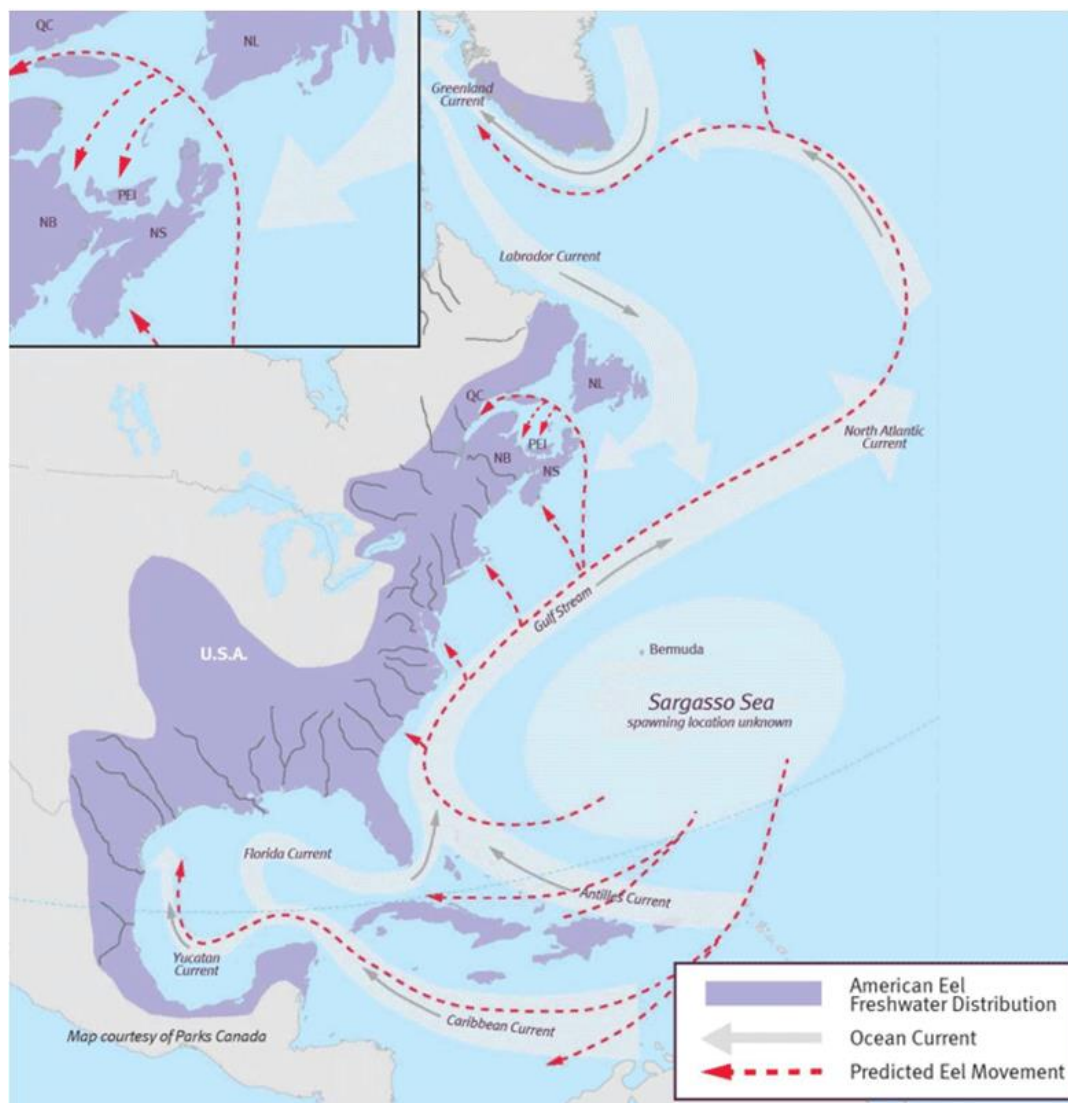 QC
NL
PEI
NB
NS
Greenland
Current
Labrador Current
QC
NL
PEI
NB
NS
North Atlantic
Current
Gulf Stream
U.S.A.
Bermuda
Sargasso Sea
spawning location unknown
Florida Current
Antilles Current
Yucatan
Current
Caribbean Current
Map courtesy of Parks Canada
American Eel
Freshwater Distribution
Ocean Current
Predicted Eel Movement